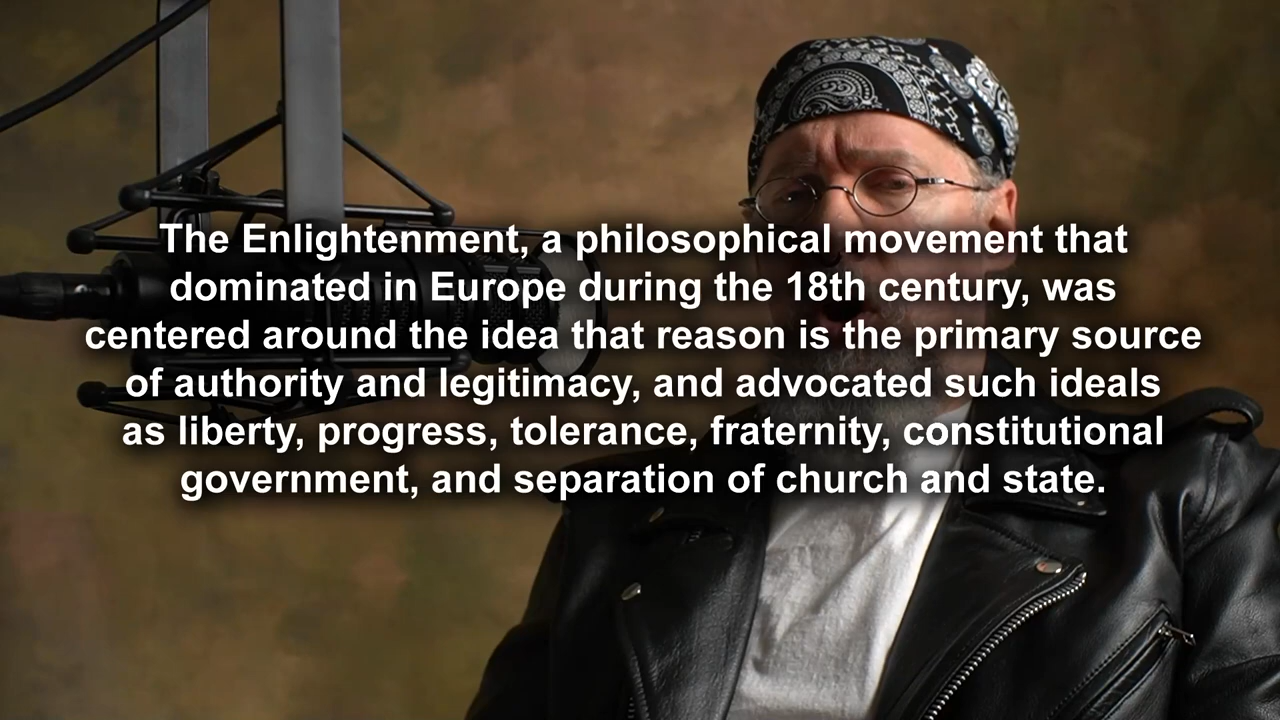 The Enlightenment, a philosophical movement that
dominated in Europe during the 18th century, was
centered around the idea that reason is the primary source
of authority and legitimacy, and advocated such ideals
as liberty, progress, tolerance, fraternity, constitutional
government, and separation of church and state.